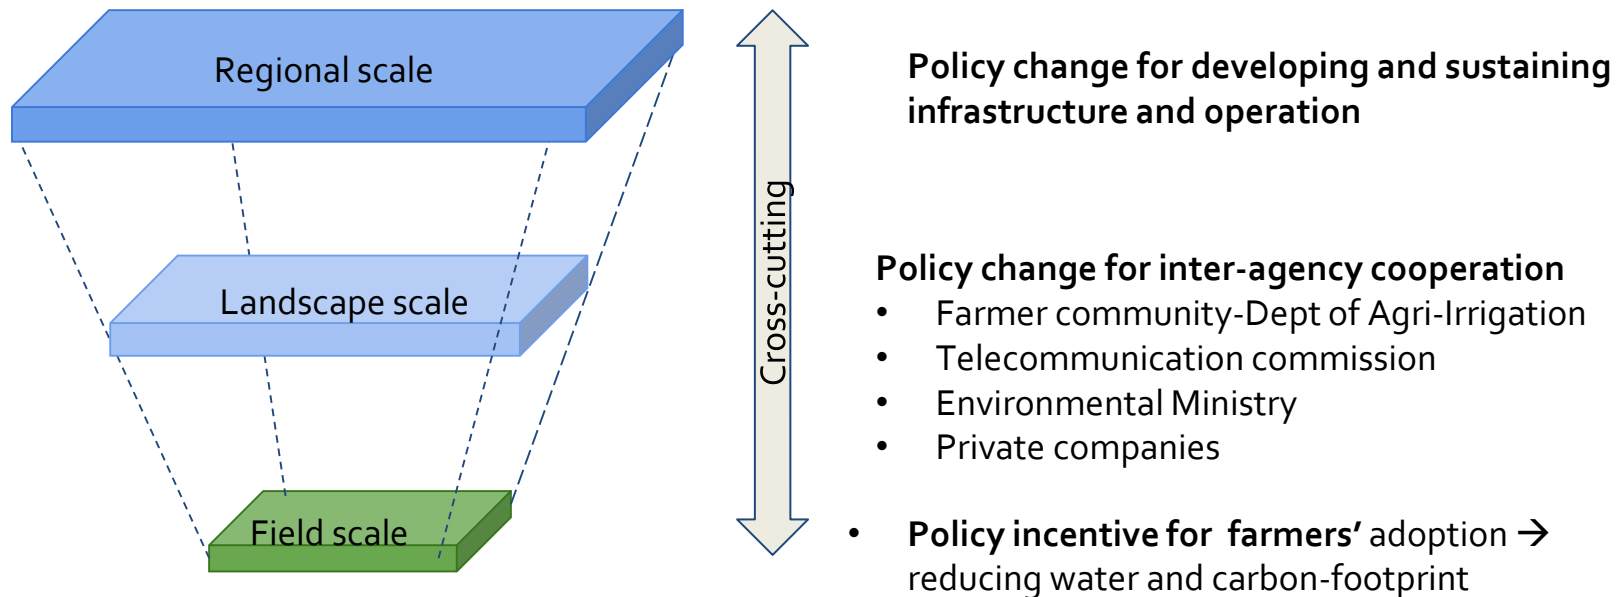 Regional scale
Landscape scale
Field scale
Cross-cutting
Policy change for developing and sustaining
infrastructure and operation
Policy change for inter-agency cooperation
• Farmer community-Dept of Agri-Irrigation
• Telecommunication commission
• Environmental Ministry
• Private companies
• Policy incentive for farmers’ adoption →
reducing water and carbon-footprint